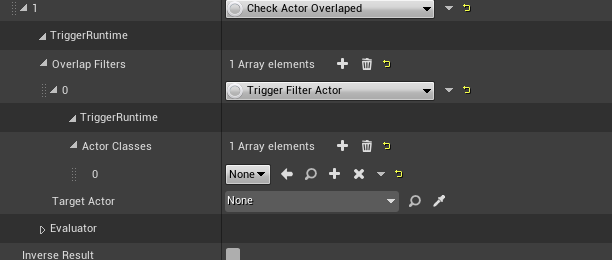 1 Check Actor Overlaped
TriggerRuntime
Overlap Filters 1 Array elements
0 Trigger Filter Actor
TriggerRuntime
Actor Classes 1 Array elements
0 None
Target Actor None
Evaluator
Inverse Result